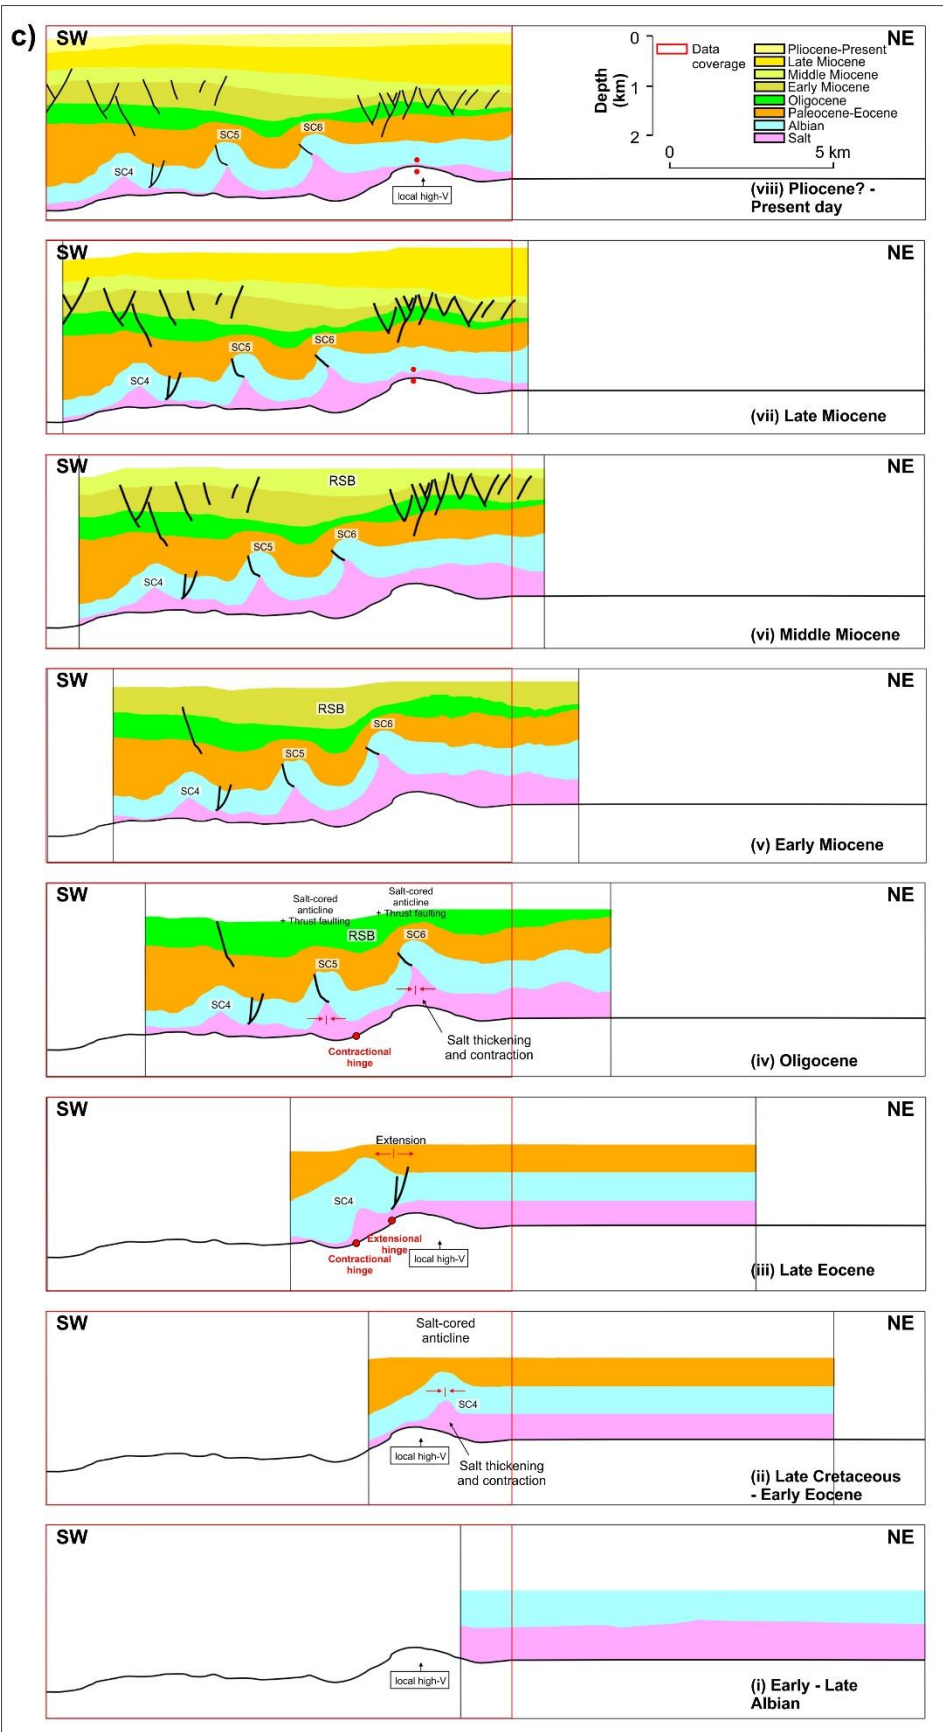 c)
SW
NE
Depth
(km)
0
1
2
Data
coverage
Pliocene-Present
Late Miocene
Middle Miocene
Early Miocene
Oligocene
Paleocene-Eocene
Albian
Salt
0
5 km
SC4
SC5
SC6
local high-V
(viii) Pliocene? -
Present day
SW
NE
SC4
SC5
SC6
(vii) Late Miocene
SW
NE
RSB
SC4
SC5
SC6
(vi) Middle Miocene
SW
NE
RSB
SC4
SC5
SC6
(v) Early Miocene
SW
NE
Salt-cored
anticline
+ Thrust faulting
Salt-cored
anticline
+ Thrust faulting
RSB
SC4
SC5
SC6
Contractional
hinge
Salt thickening
and contraction
(iv) Oligocene
SW
NE
Extension
SC4
Extensional
hinge
Contractional
hinge
local high-V
(iii) Late Eocene
SW
NE
Salt-cored
anticline
SC4
local high-V
Salt thickening
and contraction
(ii) Late Cretaceous
- Early Eocene
SW
NE
local high-V
(i) Early - Late
Albian